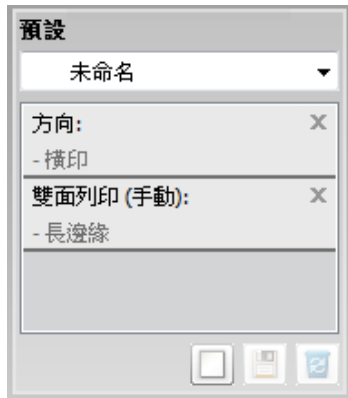 預設
未命名
方向:
- 橫印
雙面列印 (手動):
- 長邊緣